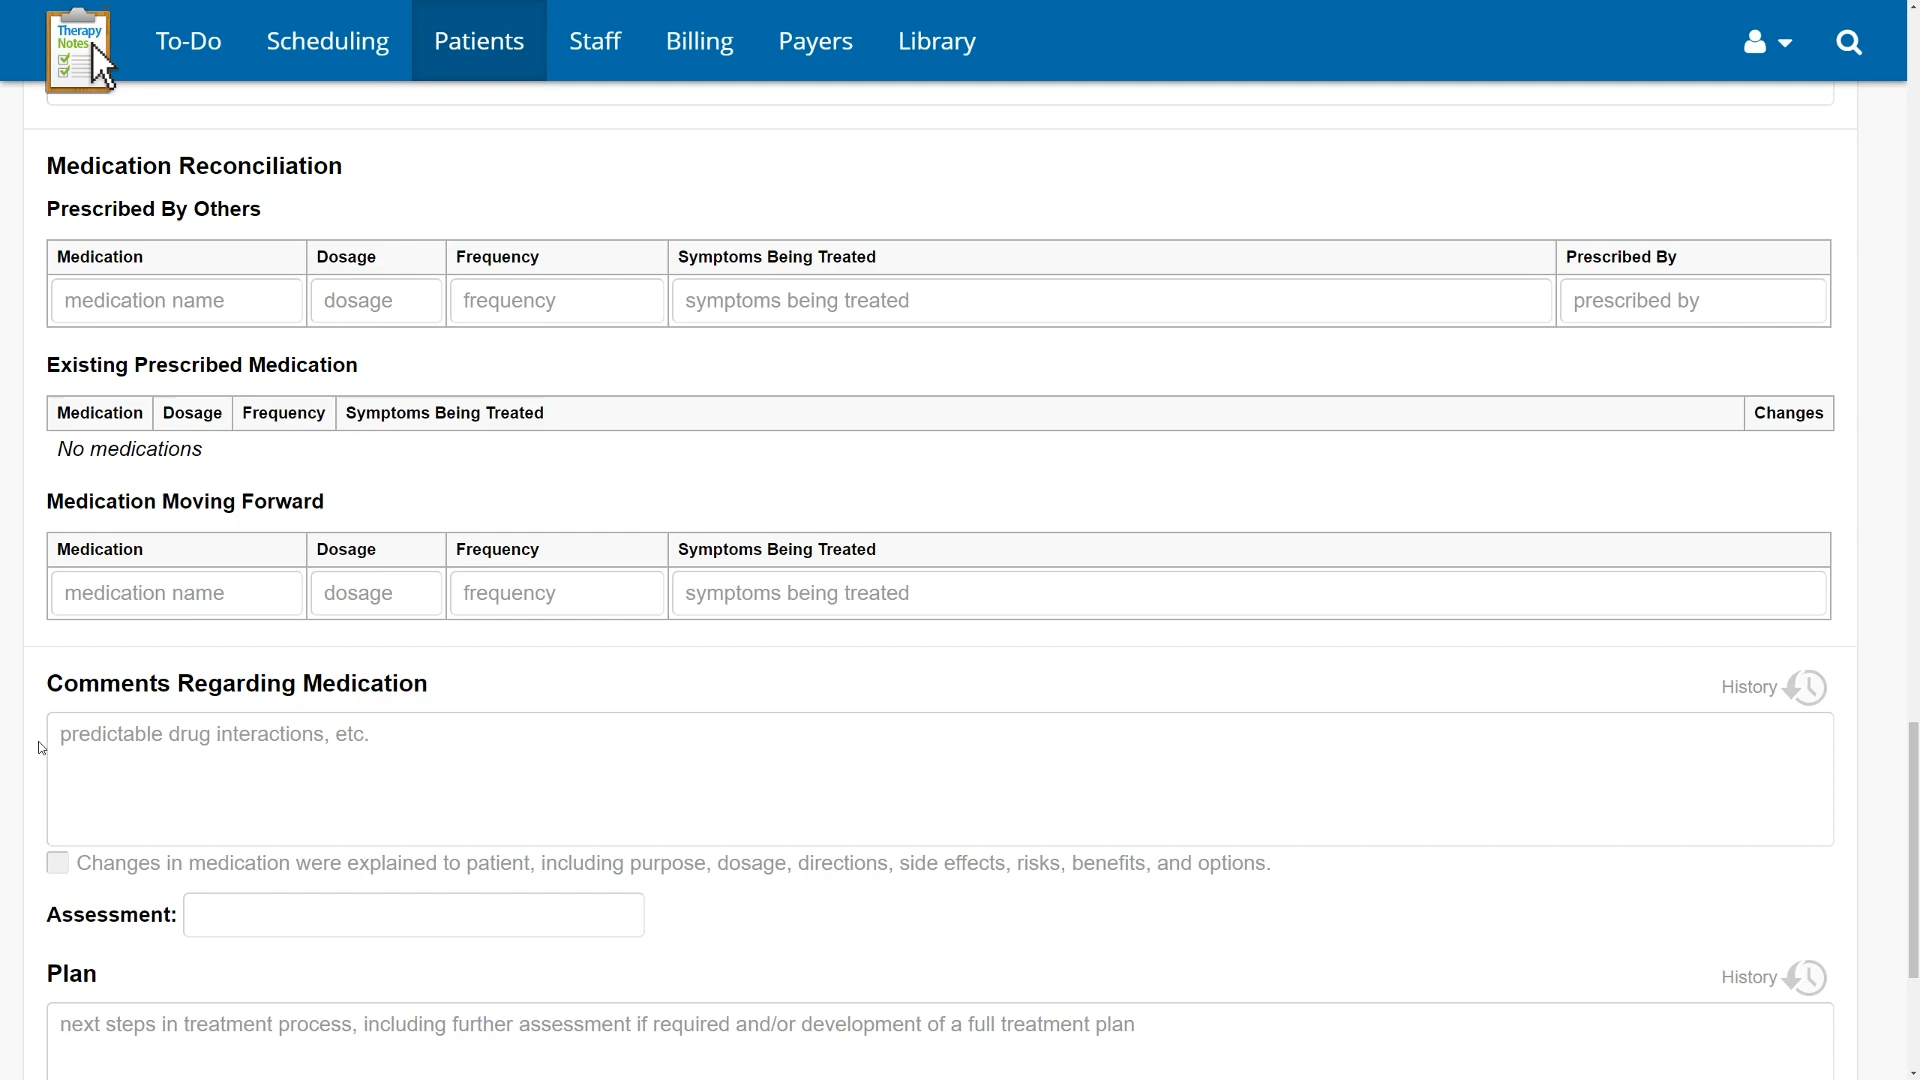 Therapy
Notes
To-Do Scheduling Patients Staff Billing Payers Library
Medication Reconciliation
Prescribed By Others
Medication Dosage Frequency Symptoms Being Treated Prescribed By
medication name dosage frequency symptoms being treated prescribed by
Existing Prescribed Medication
Medication Dosage Frequency Symptoms Being Treated Changes
No medications
Medication Moving Forward
Medication Dosage Frequency Symptoms Being Treated
medication name dosage frequency symptoms being treated
Comments Regarding Medication History
predictable drug interactions, etc.
Changes in medication were explained to patient, including purpose, dosage, directions, side effects, risks, benefits, and options.
Assessment:
Plan History
next steps in treatment process, including further assessment if required and/or development of a full treatment plan